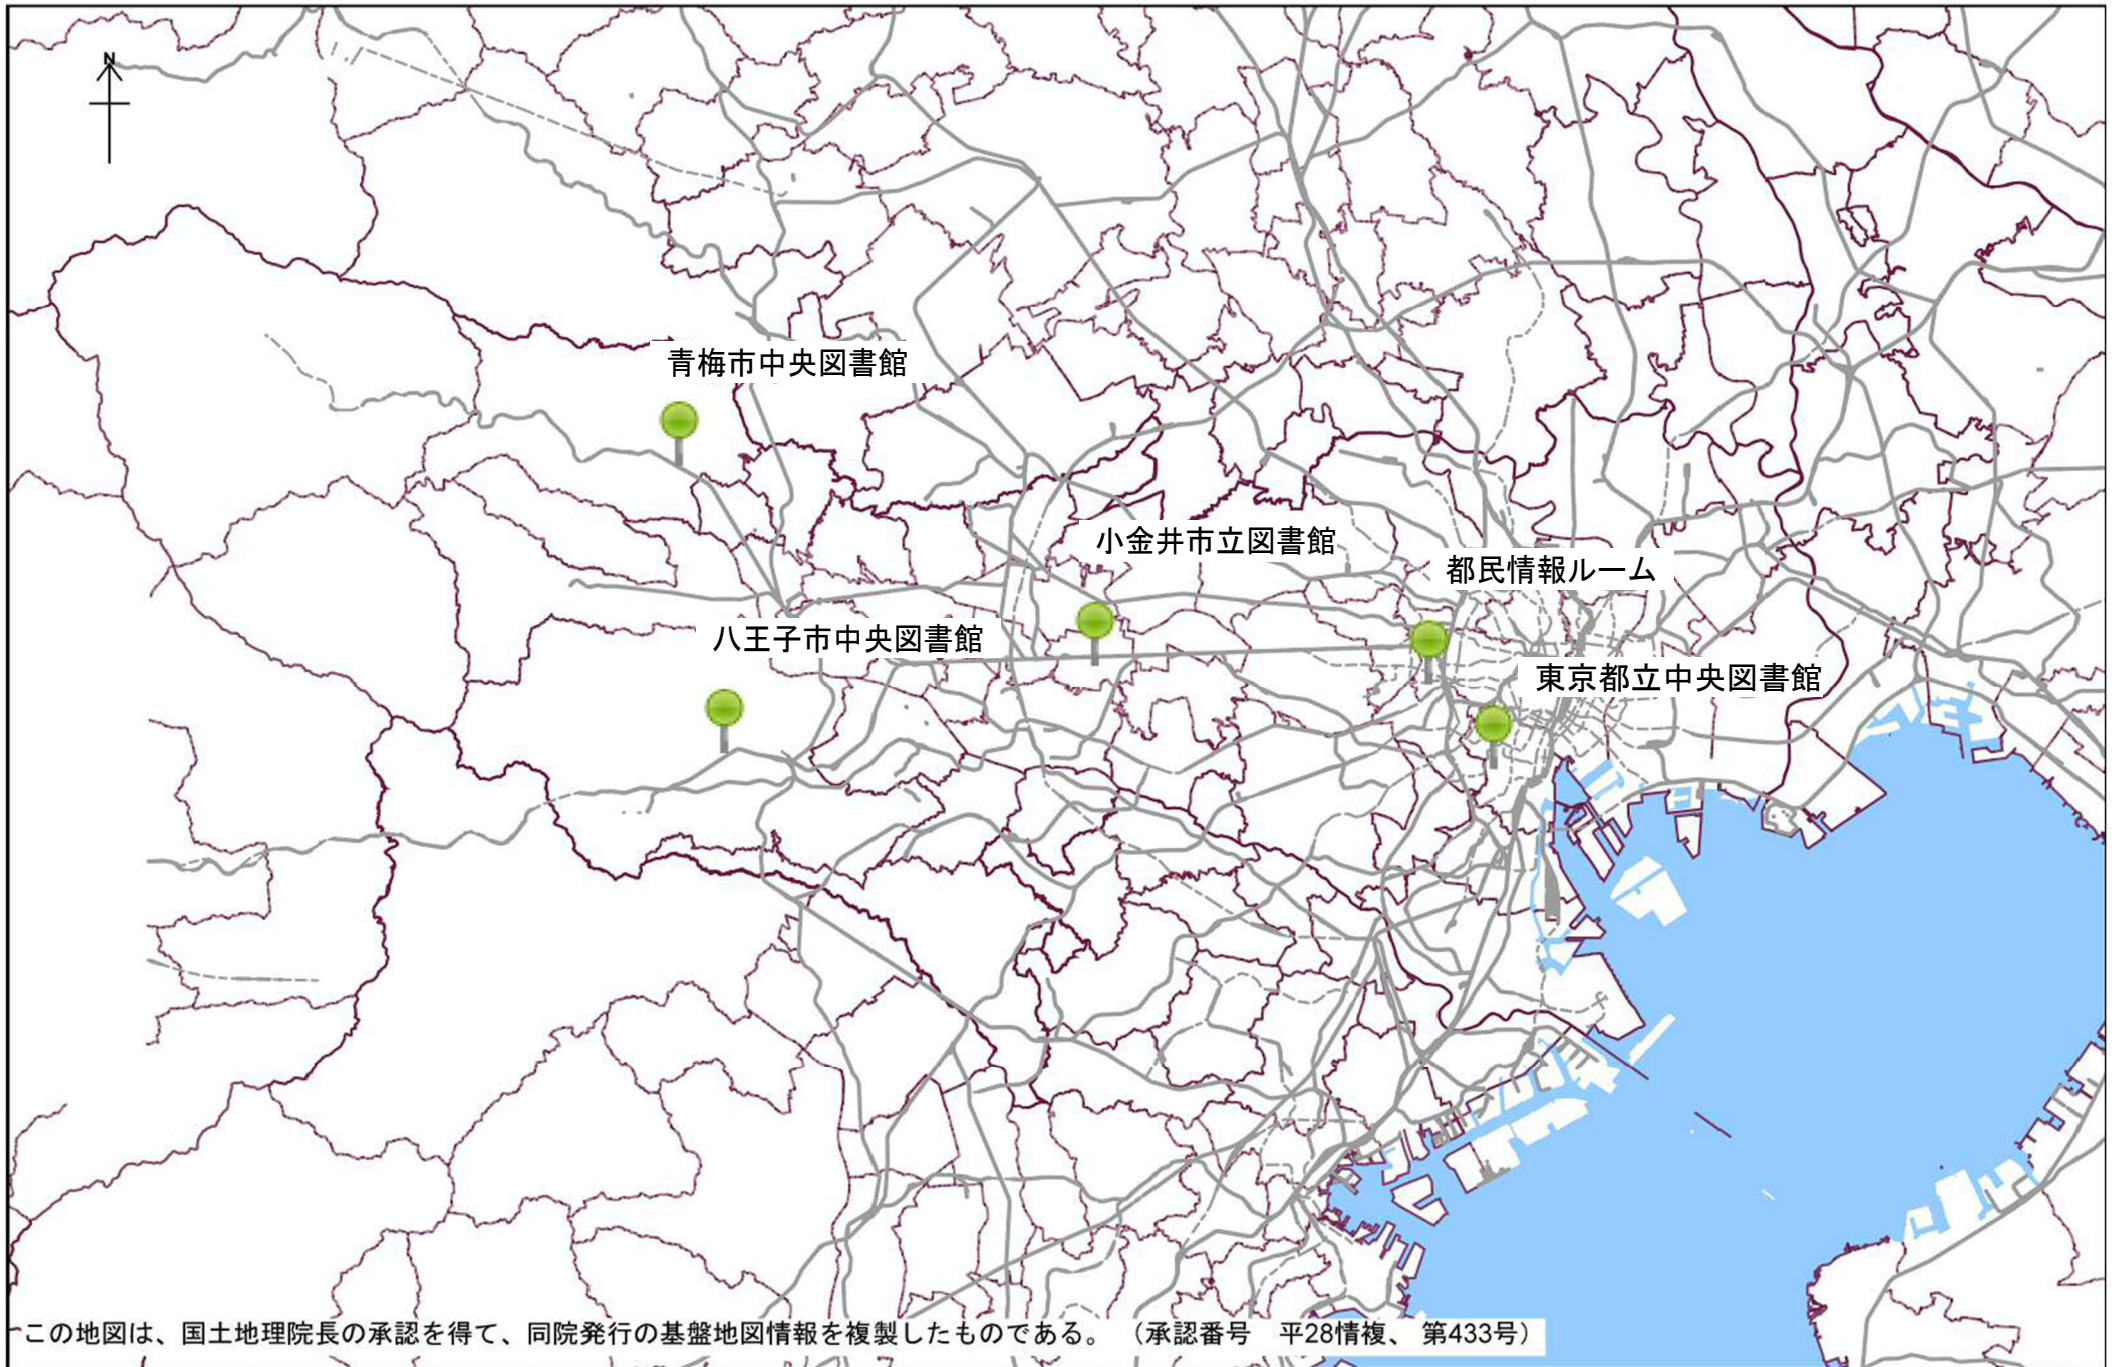 N
青梅市中央図書館
小金井市立図書館
都民情報ルーム
八王子市中央図書館
東京都立中央図書館
この地図は、国土地理院長の承認を得て、同院発行の基盤地図情報を複製したものである。 （承認番号　平28情複、 第433号）